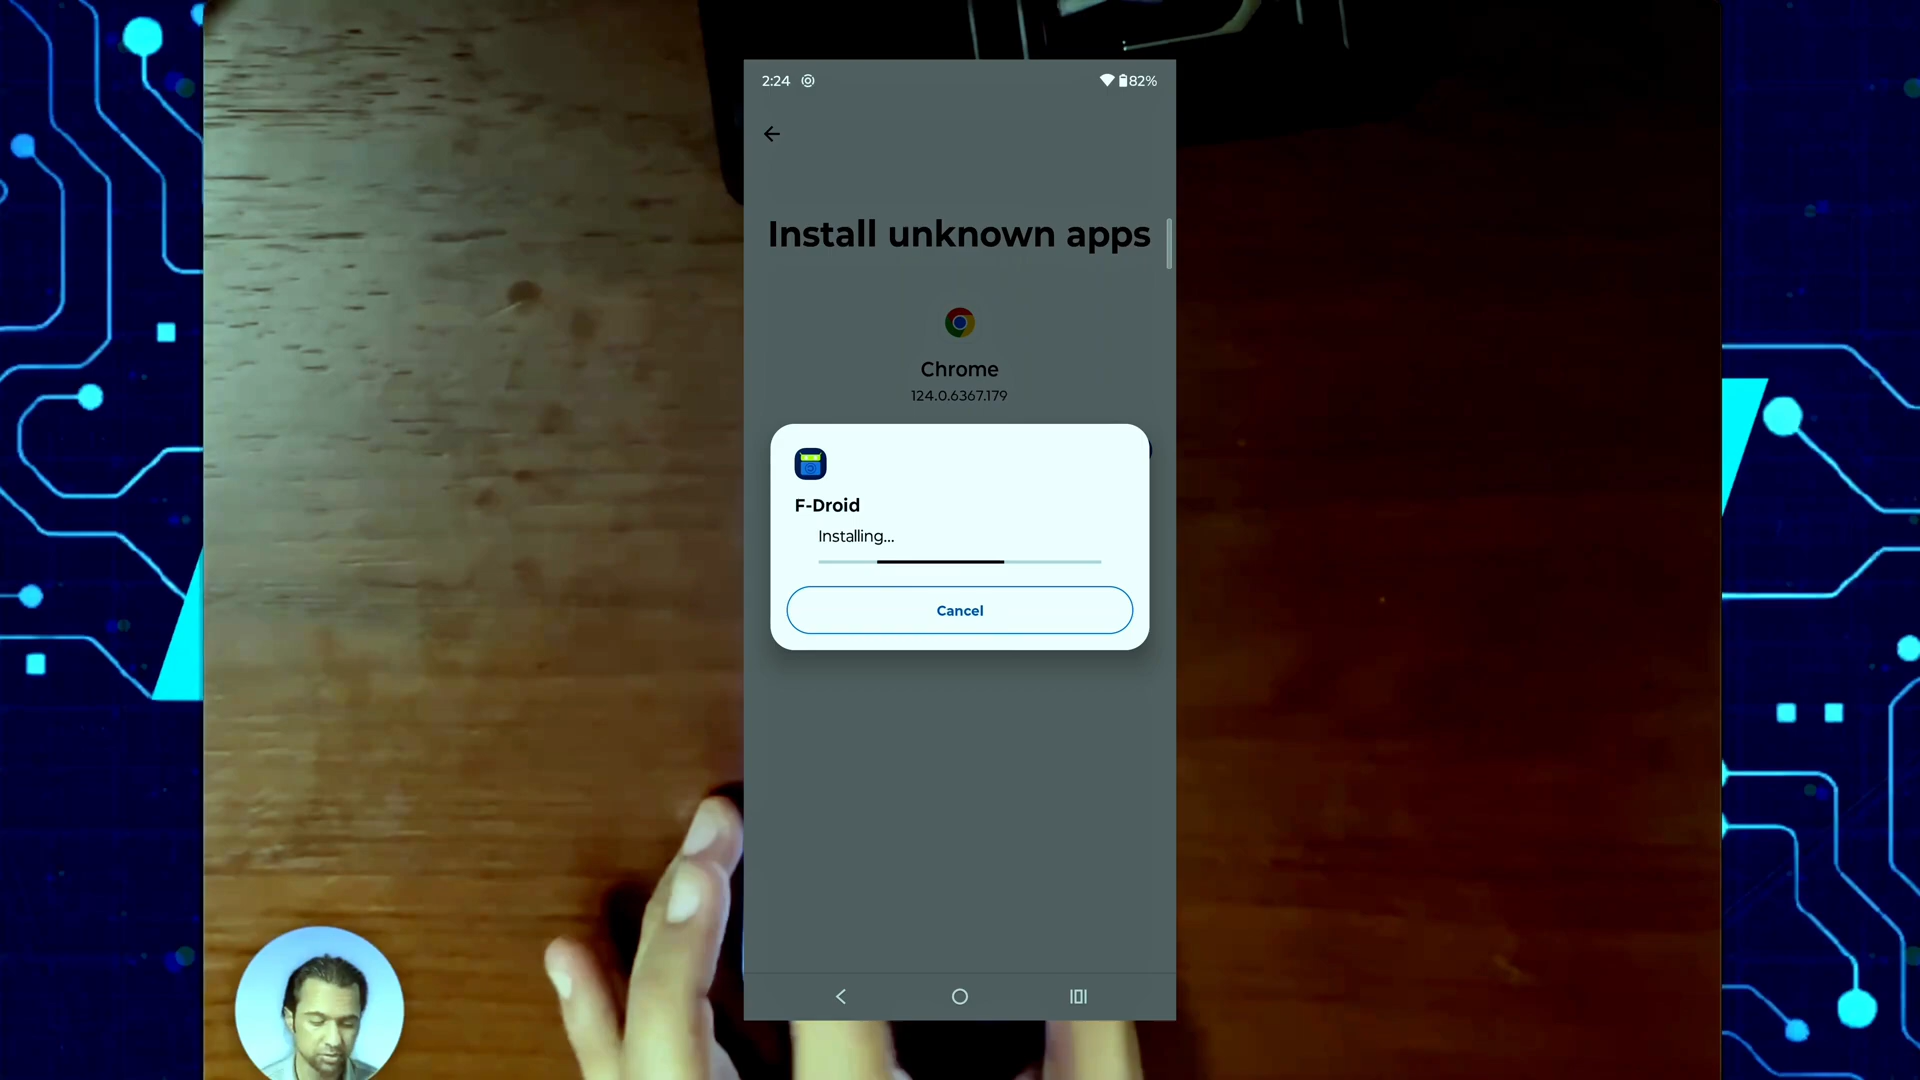 2:24
82%
Install unknown apps
Chrome
124.0.6367.179
F-Droid
Installing...
Cancel